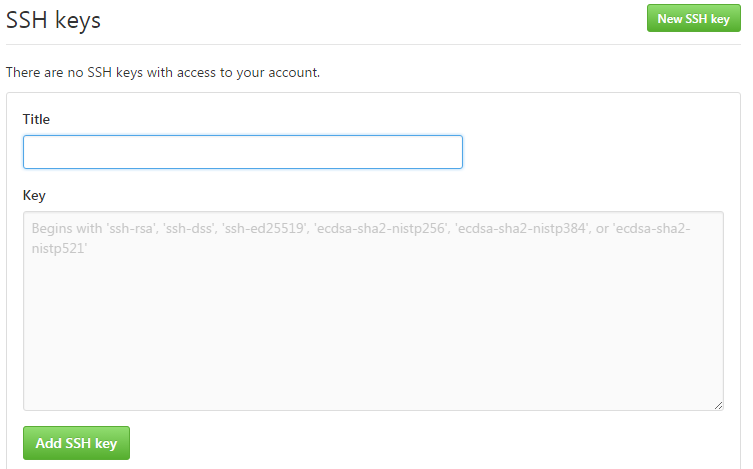 SSH keys
New SSH key
There are no SSH keys with access to your account.
Title
Key
Begins with 'ssh-rsa', 'ssh-dss', 'ssh-ed25519', 'ecdsa-sha2-nistp256', 'ecdsa-sha2-nistp384', or 'ecdsa-sha2-
nistp521'
Add SSH key